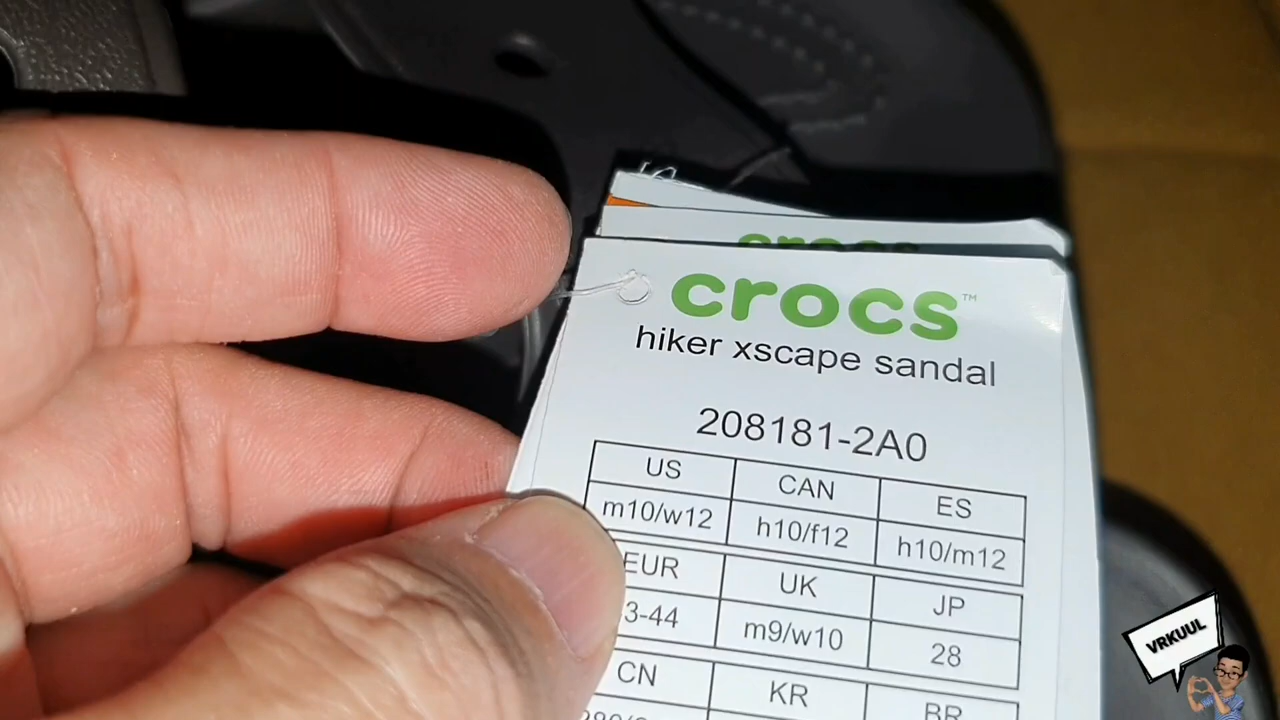 crocs
crocs™
hiker xscape sandal
208181-2A0
US CAN ES
m10/w12 h10/f12 h10/m12
EUR UK JP
3-44 m9/w10 28
CN KR BR
VRKUUL